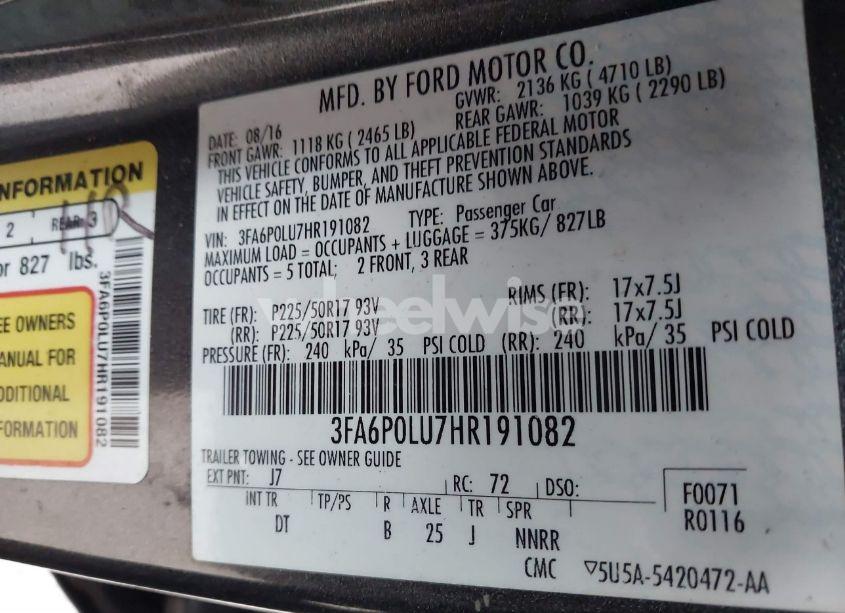 MFD. BY FORD MOTOR CO.
DATE: 08/16 GVWR: 2136 KG ( 4710 LB)
FRONT GAWR: 1118 KG ( 2465 LB) REAR GAWR: 1039 KG ( 2290 LB)
THIS VEHICLE CONFORMS TO ALL APPLICABLE FEDERAL MOTOR
VEHICLE SAFETY, BUMPER, AND THEFT PREVENTION STANDARDS
IN EFFECT ON THE DATE OF MANUFACTURE SHOWN ABOVE.
VIN: 3FA6P0LU7HR191082 TYPE: Passenger Car
MAXIMUM LOAD = OCCUPANTS + LUGGAGE = 375KG/ 827LB
OCCUPANTS = 5 TOTAL; 2 FRONT, 3 REAR
TIRE (FR): P225/50R17 93V RIMS (FR): 17x7.5J
(RR): P225/50R17 93V (RR): 17x7.5J
PRESSURE (FR): 240 kPa/ 35 PSI COLD (RR): 240 kPa/ 35 PSI COLD
3FA6P0LU7HR191082
TRAILER TOWING - SEE OWNER GUIDE
EXT PNT: J7 RC: 72 DSO:
INT TR TP/PS R AXLE TR SPR
DT B 25 J NNRR
F0071
R0116
CMC ▽5U5A-5420472-AA
INFORMATION
2 REAR 3
or 827 lbs.
3FA6P0LU7HR191082
SEE OWNERS
MANUAL FOR
ADDITIONAL
INFORMATION
wheelwise